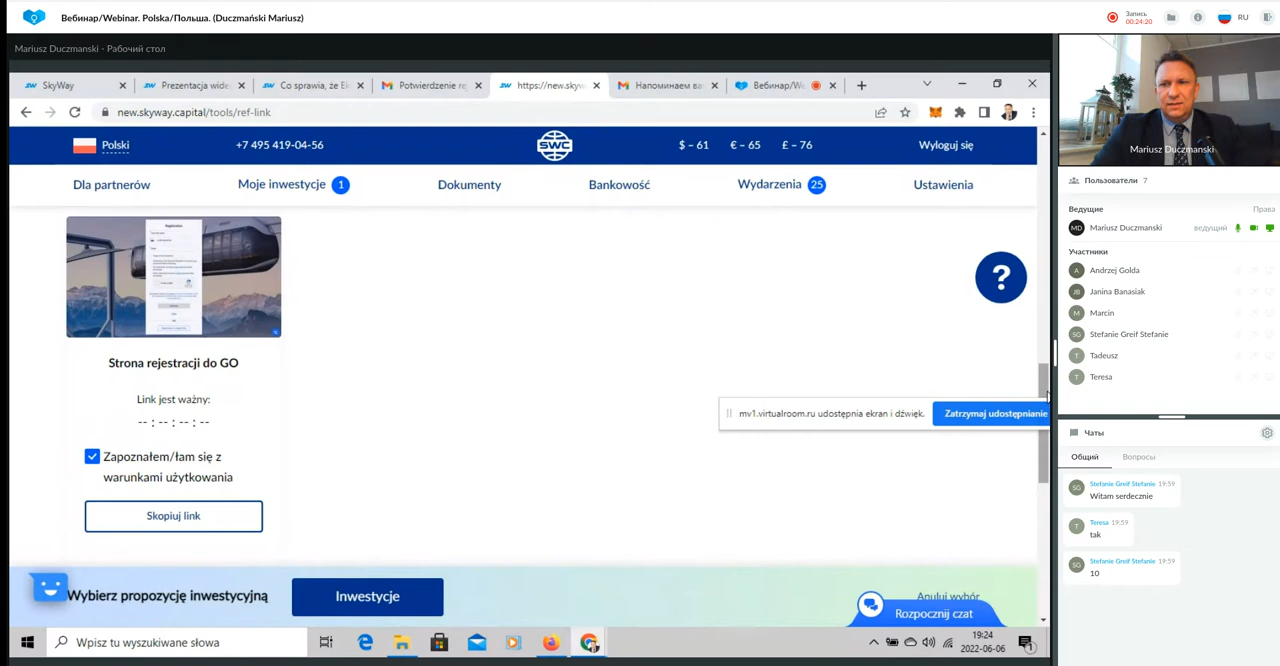 Вебинар/Webinar. Polska/Польша. (Duczmański Mariusz)
Запись
00:24:20
RU
Mariusz Duczmanski - Рабочий стол
SkyWay
Prezentacja wide
Co sprawia, że E
Potwierdzenie re
https://new.skyw
Напоминаем ва
Вебинар/We
new.skyway.capital/tools/ref-link
Polski
+7 495 419-04-56
SWC
$ – 61
€ – 65
£ – 76
Wyloguj się
Dla partnerów
Moje inwestycje 1
Dokumenty
Bankowość
Wydarzenia 25
Ustawienia
Registration
Strona rejestracji do GO
Link jest ważny:
-- : -- : -- : --
Zapoznałem/łam się z
warunkami użytkowania
Skopiuj link
?
mv1.virtualroom.ru udostępnia ekran i dźwięk.
Zatrzymaj udostępnianie
Wybierz propozycję inwestycyjną
Inwestycje
Anuluj wybór
Rozpocznij czat
Wpisz tu wyszukiwane słowa
19:24
2022-06-06
1
Mariusz Duczmanski
Пользователи 7
Ведущие
Права
MD
Mariusz Duczmanski
ведущий
Участники
A
Andrzej Golda
JB
Janina Banasiak
M
Marcin
SG
Stefanie Greif Stefanie
T
Tadeusz
T
Teresa
Чаты
Общий
Вопросы
SG
Stefanie Greif Stefanie 19:59
Witam serdecznie
T
Teresa 19:59
tak
SG
Stefanie Greif Stefanie 19:59
10